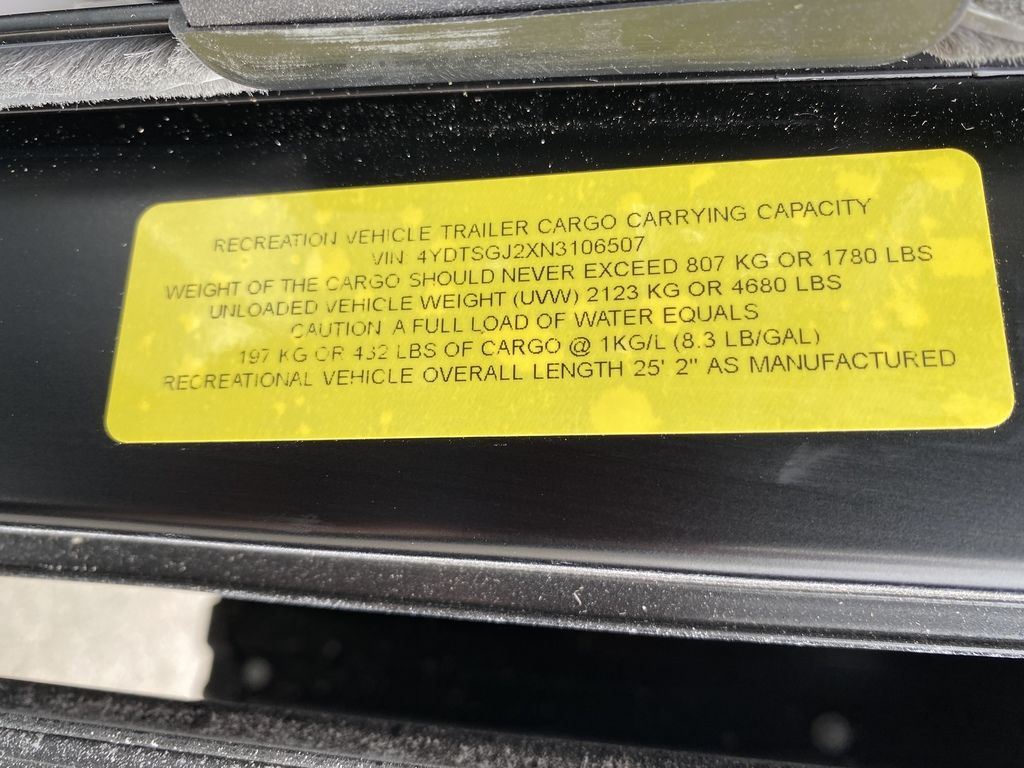 RECREATION VEHICLE TRAILER CARGO CARRYING CAPACITY
VIN: 4YDTSGJ2XN3106507
WEIGHT OF THE CARGO SHOULD NEVER EXCEED 807 KG OR 1780 LBS
UNLOADED VEHICLE WEIGHT (UVW) 2123 KG OR 4680 LBS
CAUTION: A FULL LOAD OF WATER EQUALS
197 KG OR 432 LBS OF CARGO @ 1KG/L (8.3 LB/GAL)
RECREATIONAL VEHICLE OVERALL LENGTH 25' 2" AS MANUFACTURED